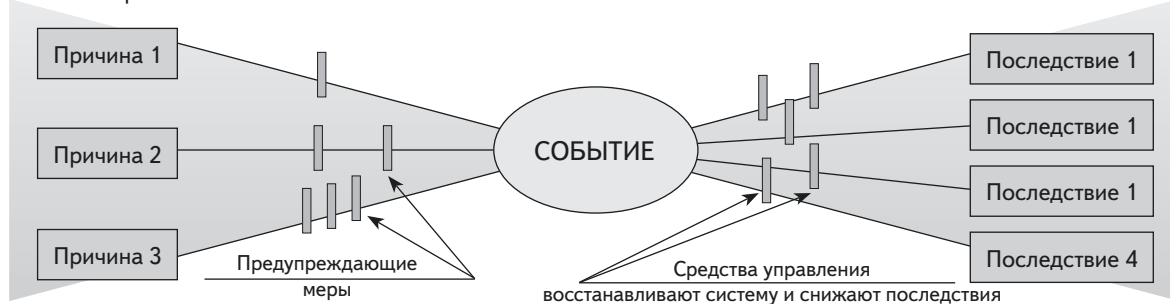 Причина 1
Причина 2
Причина 3
СОБЫТИЕ
Последствие 1
Последствие 1
Последствие 1
Последствие 4
Предупреждающие
меры
Средства управления
восстанавливают систему и снижают последствия